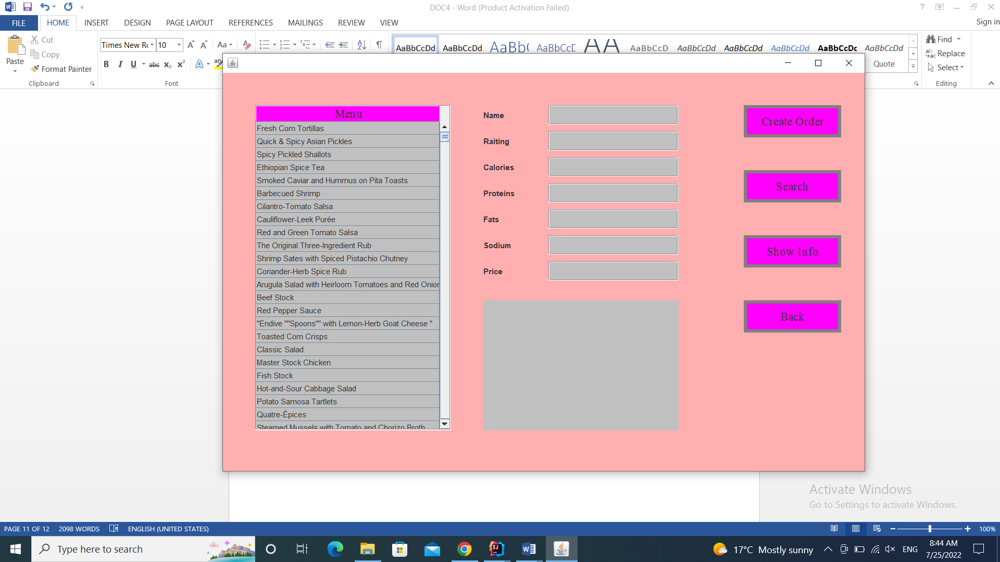 DOC4 - Word (Product Activation Failed)
FILE HOME INSERT DESIGN PAGE LAYOUT REFERENCES MAILINGS REVIEW VIEW Sign in
Paste
Cut
Copy
Format Painter
Clipboard
Times New Ro 10
Font
AaBbCcDd AaBbCcDd AaBb( AaBbCcD AA AaBbCcD AaBbCcDd AaBbCcDd AaBbCcDd AaBbCcDc AaBbCcDd
Quote
Find
Replace
Select
Editing
Menu
Fresh Corn Tortillas
Quick & Spicy Asian Pickles
Spicy Pickled Shallots
Ethiopian Spice Tea
Smoked Caviar and Hummus on Pita Toasts
Barbecued Shrimp
Cilantro-Tomato Salsa
Cauliflower-Leek Purée
Red and Green Tomato Salsa
The Original Three-Ingredient Rub
Shrimp Sates with Spiced Pistachio Chutney
Coriander-Herb Spice Rub
Arugula Salad with Heirloom Tomatoes and Red Onion
Beef Stock
Red Pepper Sauce
"Endive ""Spoons"" with Lemon-Herb Goat Cheese "
Toasted Corn Crisps
Classic Salad
Master Stock Chicken
Fish Stock
Hot-and-Sour Cabbage Salad
Potato Samosa Tartlets
Quatre-Épices
Steamed Mussels with Tomato and Chorizo Broth
Name
Raiting
Calories
Proteins
Fats
Sodium
Price
Create Order
Search
Show Info
Back
Activate Windows
Go to Settings to activate Windows.
PAGE 11 OF 12 2098 WORDS ENGLISH (UNITED STATES) 100%
Type here to search
17°C Mostly sunny
ENG
8:44 AM
7/25/2022